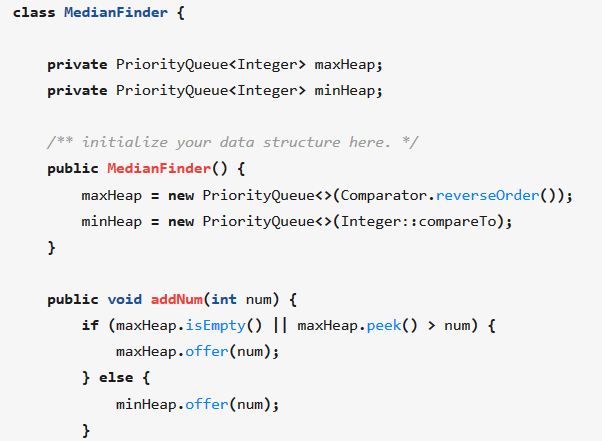 class MedianFinder {
    private PriorityQueue<Integer> maxHeap;
    private PriorityQueue<Integer> minHeap;
    /** initialize your data structure here. */
    public MedianFinder() {
        maxHeap = new PriorityQueue<>(Comparator.reverseOrder());
        minHeap = new PriorityQueue<>(Integer::compareTo);
    }
    public void addNum(int num) {
        if (maxHeap.isEmpty() || maxHeap.peek() > num) {
            maxHeap.offer(num);
        } else {
            minHeap.offer(num);
        }